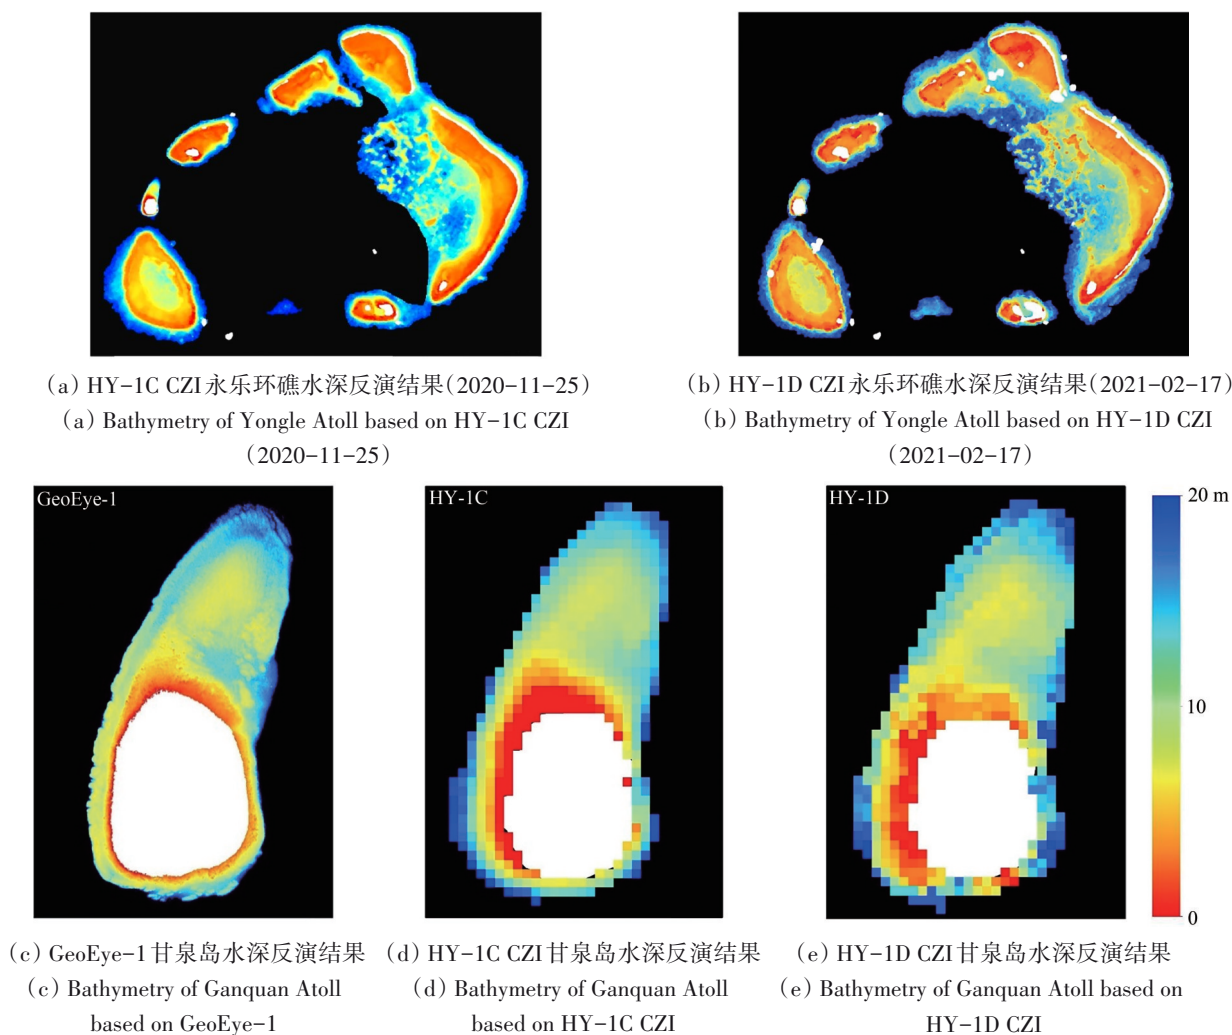 (a) HY-1C CZI永乐环礁水深反演结果(2020-11-25)
(a) Bathymetry of Yongle Atoll based on HY-1C CZI
(2020-11-25)
(b) HY-1D CZI永乐环礁水深反演结果(2021-02-17)
(b) Bathymetry of Yongle Atoll based on HY-1D CZI
(2021-02-17)
GeoEye-1
HY-1C
HY-1D
20 m
10
0
(c) GeoEye-1甘泉岛水深反演结果
(c) Bathymetry of Ganquan Atoll
based on GeoEye-1
(d) HY-1C CZI甘泉岛水深反演结果
(d) Bathymetry of Ganquan Atoll
based on HY-1C CZI
(e) HY-1D CZI甘泉岛水深反演结果
(e) Bathymetry of Ganquan Atoll based on
HY-1D CZI